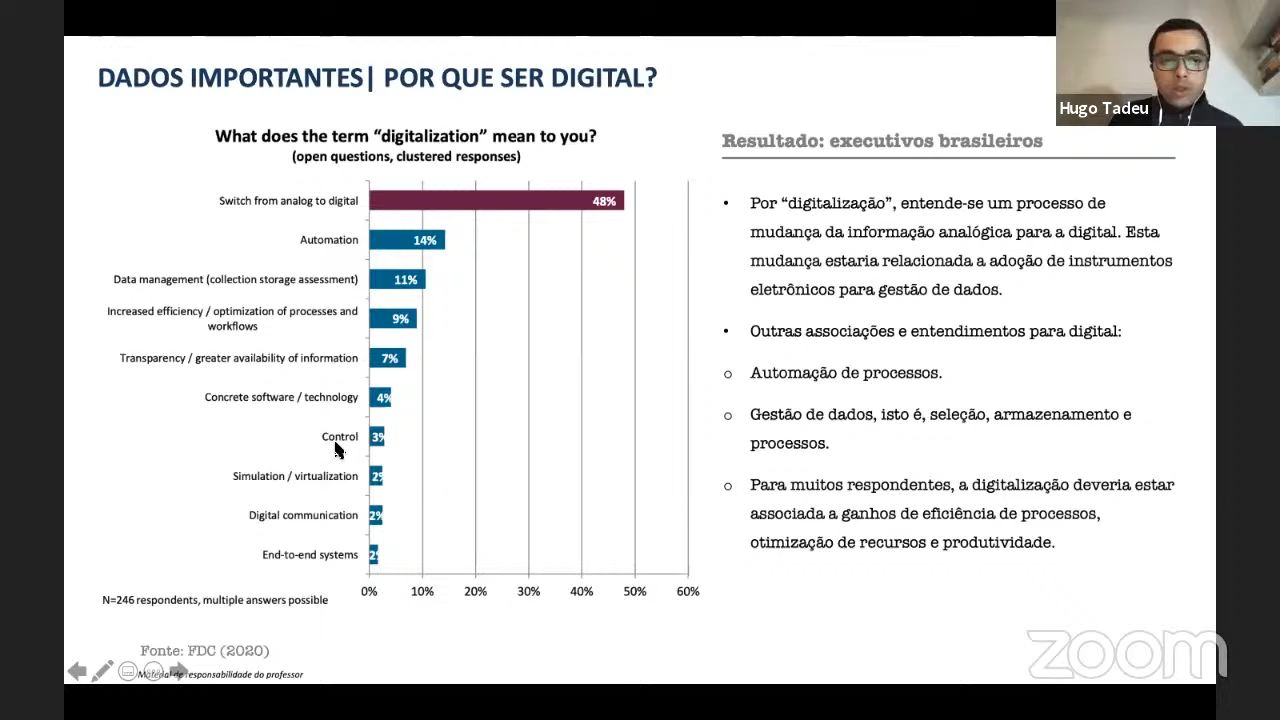 DADOS IMPORTANTES| POR QUE SER DIGITAL?
Hugo Tadeu
What does the term “digitalization” mean to you?
(open questions, clustered responses)
Switch from analog to digital
48%
Automation
14%
Data management (collection storage assessment)
11%
Increased efficiency / optimization of processes and
workflows
9%
Transparency / greater availability of information
7%
Concrete software / technology
4%
Control
3%
Simulation / virtualization
2%
Digital communication
2%
End-to-end systems
2%
0% 10% 20% 30% 40% 50% 60%
N=246 respondents, multiple answers possible
Resultado: executivos brasileiros
• Por “digitalização”, entende-se um processo de
mudança da informação analógica para a digital. Esta
mudança estaria relacionada a adoção de instrumentos
eletrônicos para gestão de dados.
• Outras associações e entendimentos para digital:
o Automação de processos.
o Gestão de dados, isto é, seleção, armazenamento e
processos.
o Para muitos respondentes, a digitalização deveria estar
associada a ganhos de eficiência de processos,
otimização de recursos e produtividade.
Fonte: FDC (2020)
Material de responsabilidade do professor
zoom